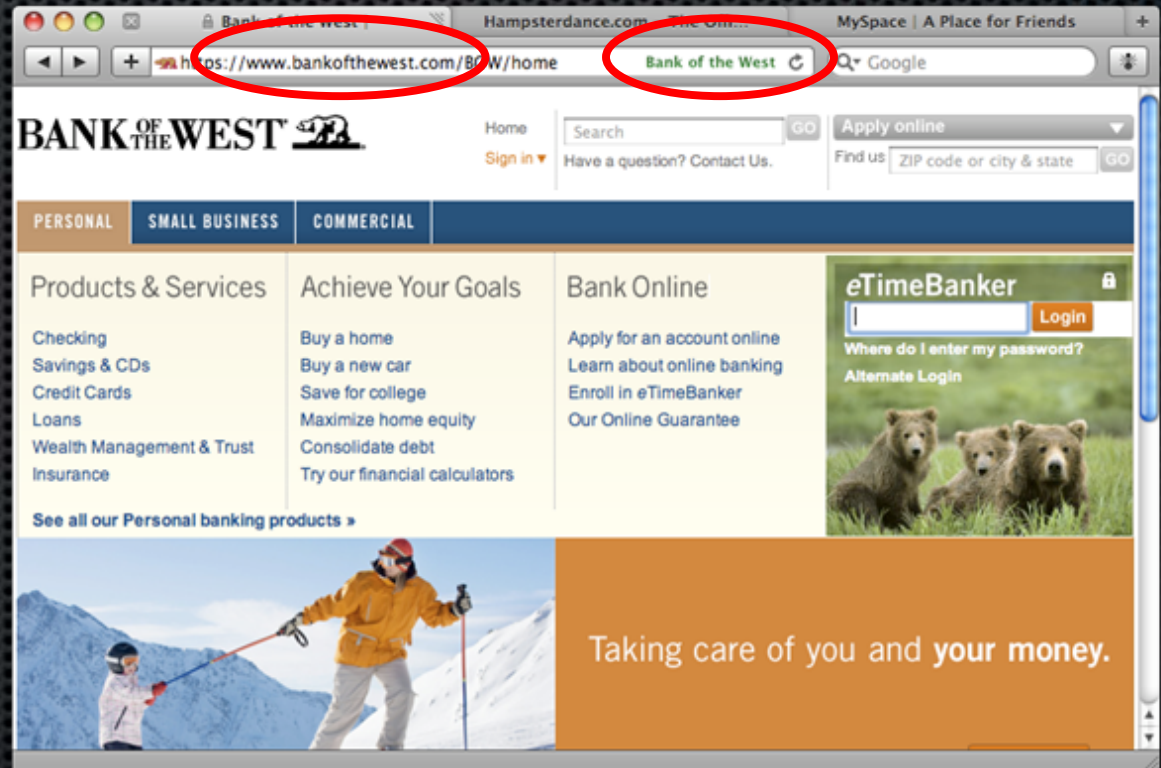 Bank of the West |
Hampsterdance.com – The
MySpace | A Place for Friends
https://www.bankofthewest.com/BOW/home
Bank of the West
Google
BANK OF THE WEST
Home
Sign in
Search
GO
Have a question? Contact Us.
Apply online
Find us
ZIP code or city & state
GO
PERSONAL
SMALL BUSINESS
COMMERCIAL
Products & Services
Checking
Savings & CDs
Credit Cards
Loans
Wealth Management & Trust
Insurance
See all our Personal banking products »
Achieve Your Goals
Buy a home
Buy a new car
Save for college
Maximize home equity
Consolidate debt
Try our financial calculators
Bank Online
Apply for an account online
Learn about online banking
Enroll in eTimeBanker
Our Online Guarantee
eTimeBanker
Login
Where do I enter my password?
Alternate Login
Taking care of you and your money.